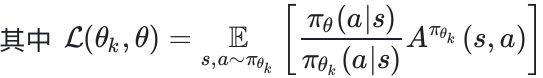 其中 $\mathcal{L}(\theta_k, \theta) = \underset{s,a \sim \pi_{\theta_k}}{\mathbb{E}} \left[ \frac{\pi_\theta(a|s)}{\pi_{\theta_k}(a|s)} A^{\pi_{\theta_k}}(s,a) \right]$